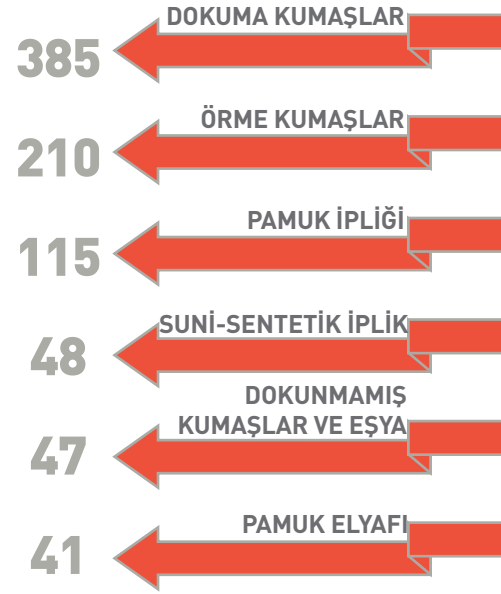 DOKUMA KUMAŞLAR
385
ÖRME KUMAŞLAR
210
PAMUK İPLİĞİ
115
SUNİ-SENTETİK İPLİK
48
DOKUNMAMIŞ
KUMAŞLAR VE EŞYA
47
PAMUK ELYAFI
41